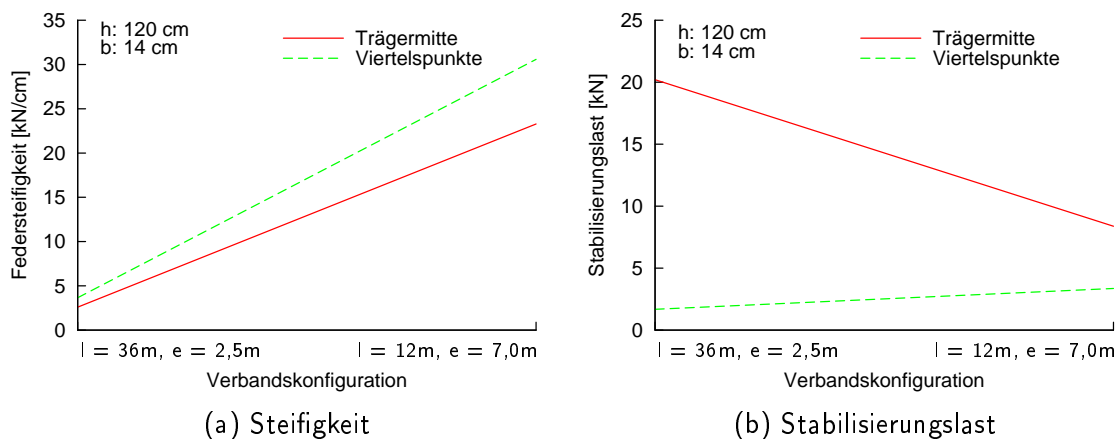 h: 120 cm
b: 14 cm
Trägermitte
Viertelspunkte
Federsteifigkeit [kN/cm]
35
30
25
20
15
10
5
0
l = 36m, e = 2,5m
l = 12m, e = 7,0m
Verbandskonfiguration
(a) Steifigkeit
h: 120 cm
b: 14 cm
Trägermitte
Viertelspunkte
Stabilisierungslast [kN]
25
20
15
10
5
0
l = 36m, e = 2,5m
l = 12m, e = 7,0m
Verbandskonfiguration
(b) Stabilisierungslast